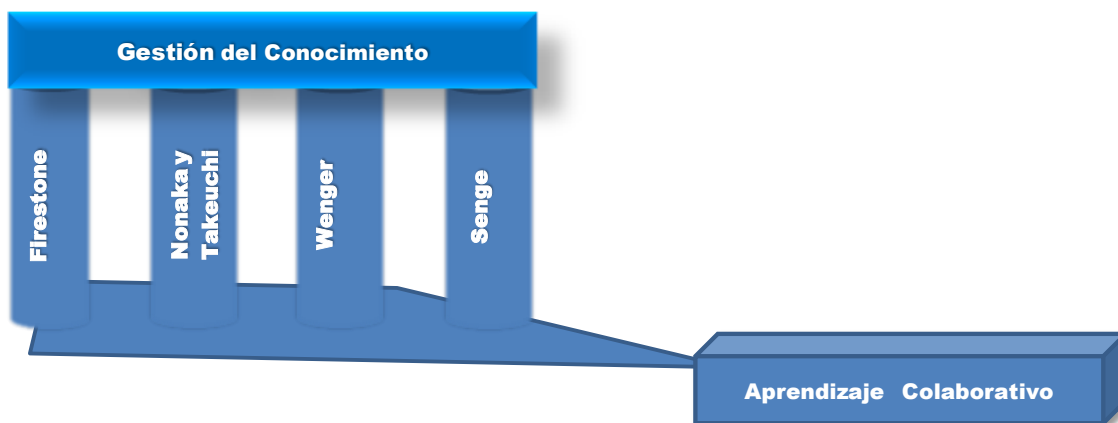 Gestión del Conocimiento
Firestone
Nonaka y
Takeuchi
Wenger
Senge
Aprendizaje Colaborativo